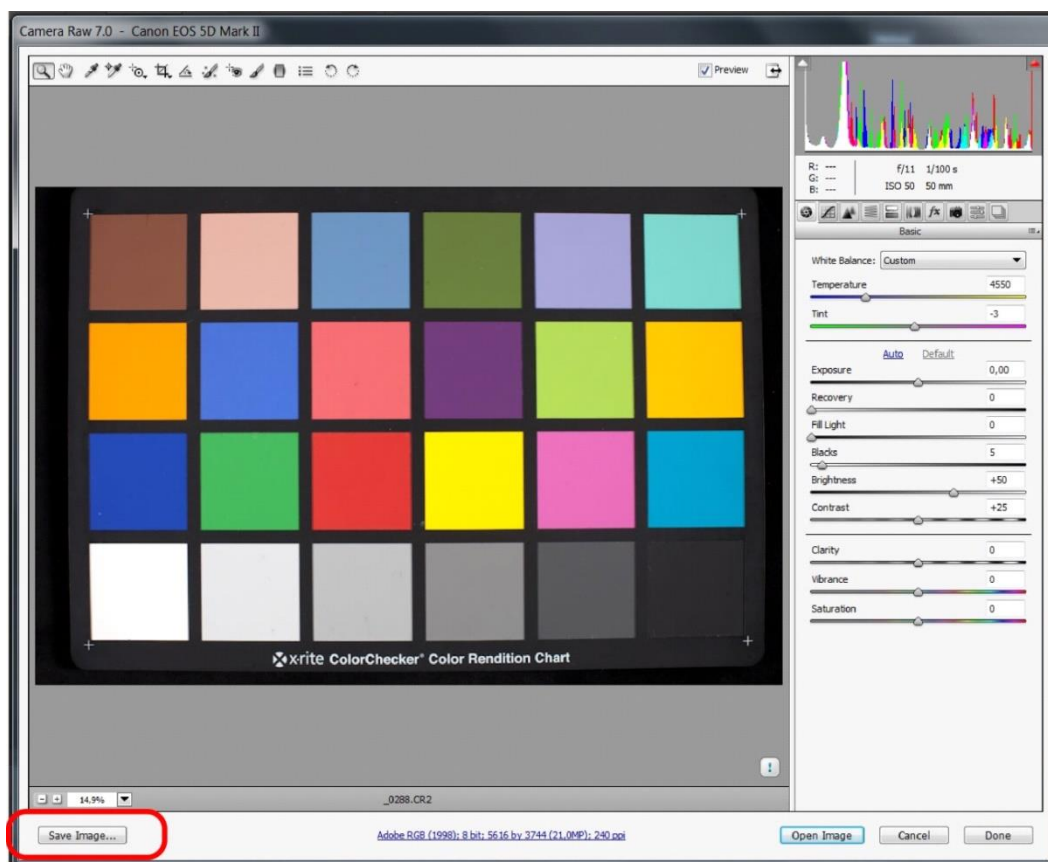 Camera Raw 7.0 - Canon EOS 5D Mark II
Preview
R: ---
G: ---
B: ---
f/11 1/100 s
ISO 50 50 mm
fx
Basic
White Balance: Custom
Temperature 4550
Tint -3
Auto Default
Exposure 0,00
Recovery 0
Fill Light 0
Blacks 5
Brightness +50
Contrast +25
Clarity 0
Vibrance 0
Saturation 0
x-rite ColorChecker® Color Rendition Chart
14,9%
_0288.CR2
Save Image...
Adobe RGB (1998); 8 bit; 5616 by 3744 (21,0MP); 240 ppi
Open Image
Cancel
Done